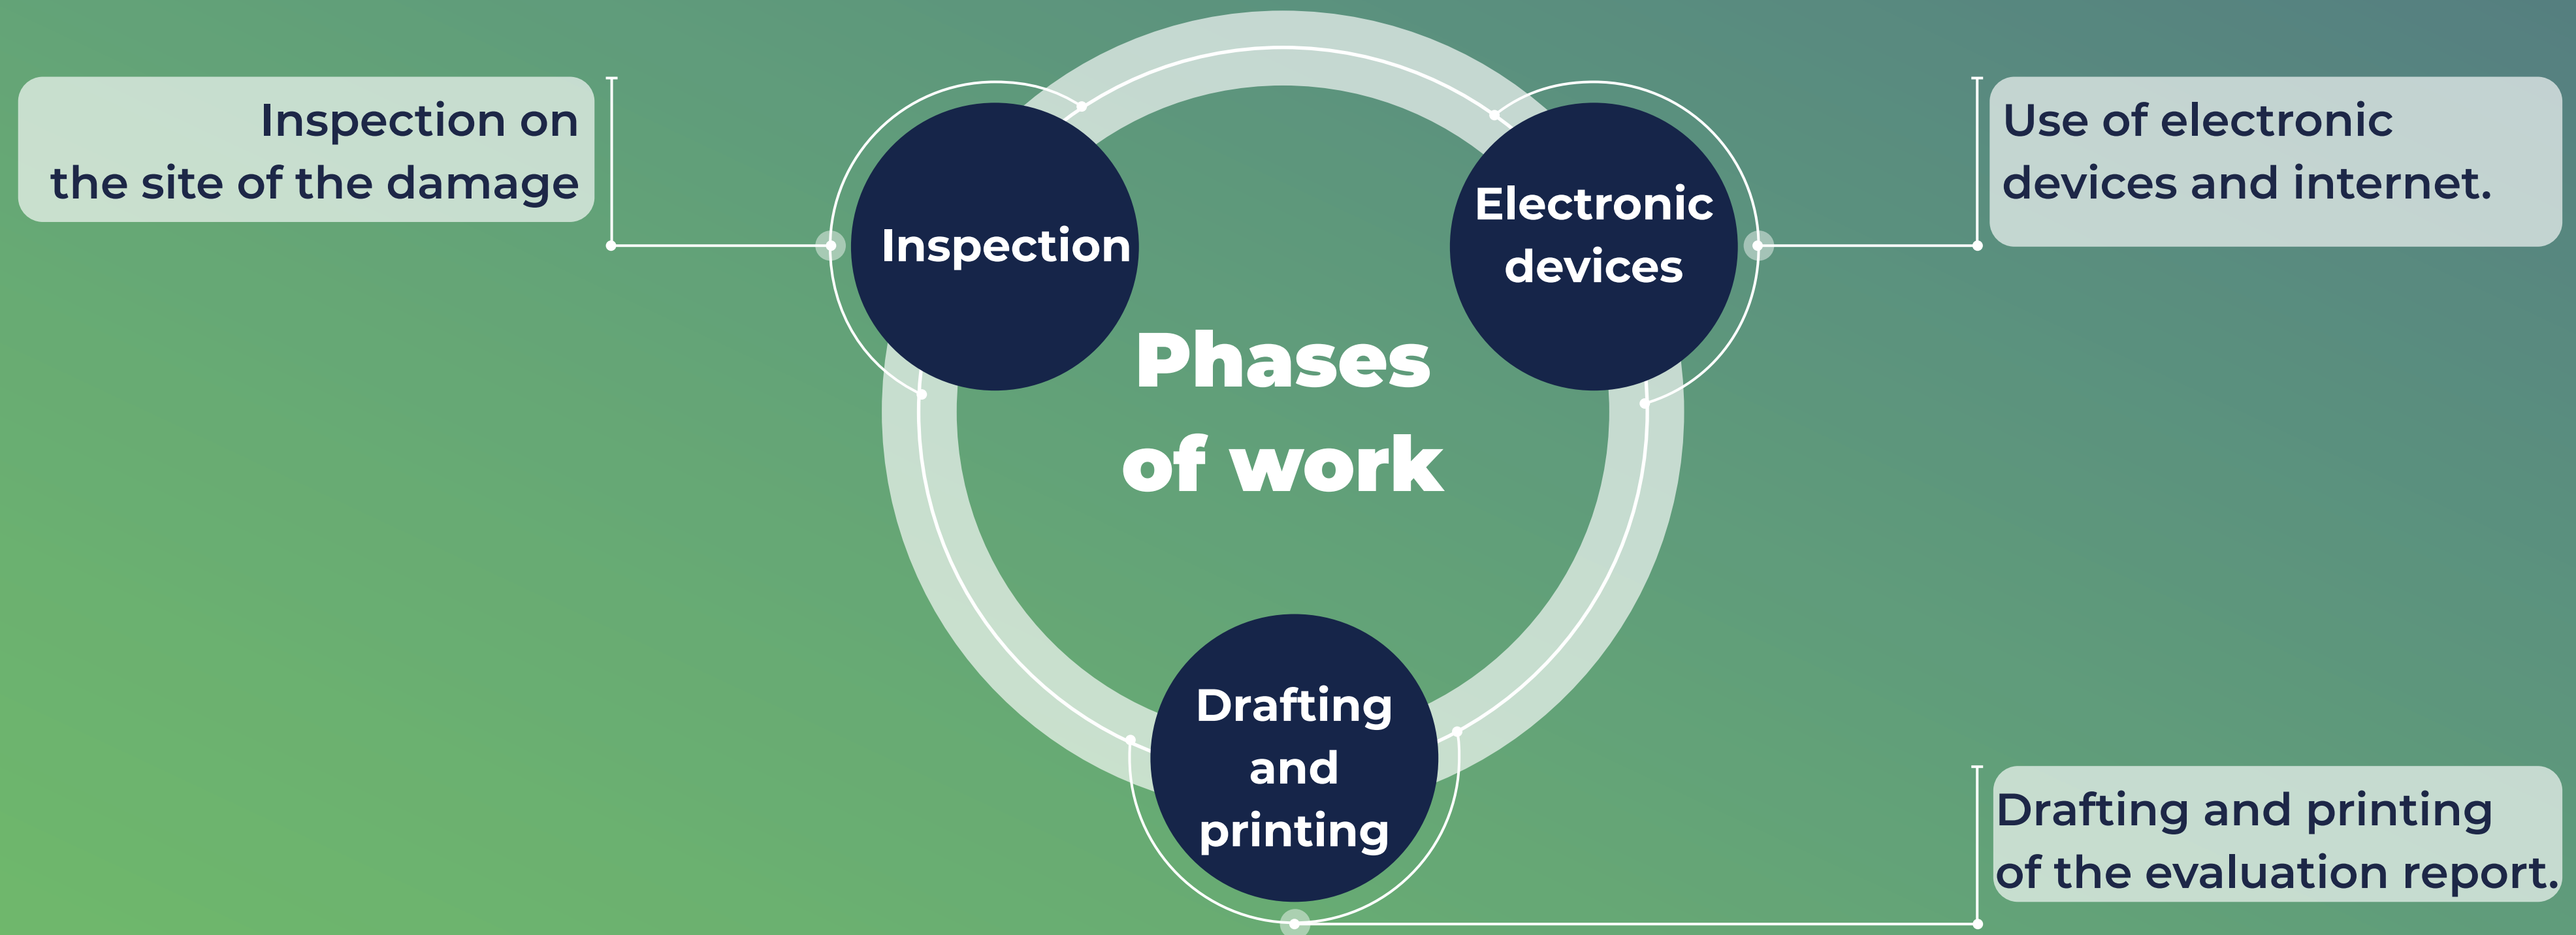 Inspection on
the site of the damage
Inspection
Electronic
devices
Use of electronic
devices and internet.
Phases
of work
Drafting
and
printing
Drafting and printing
of the evaluation report.